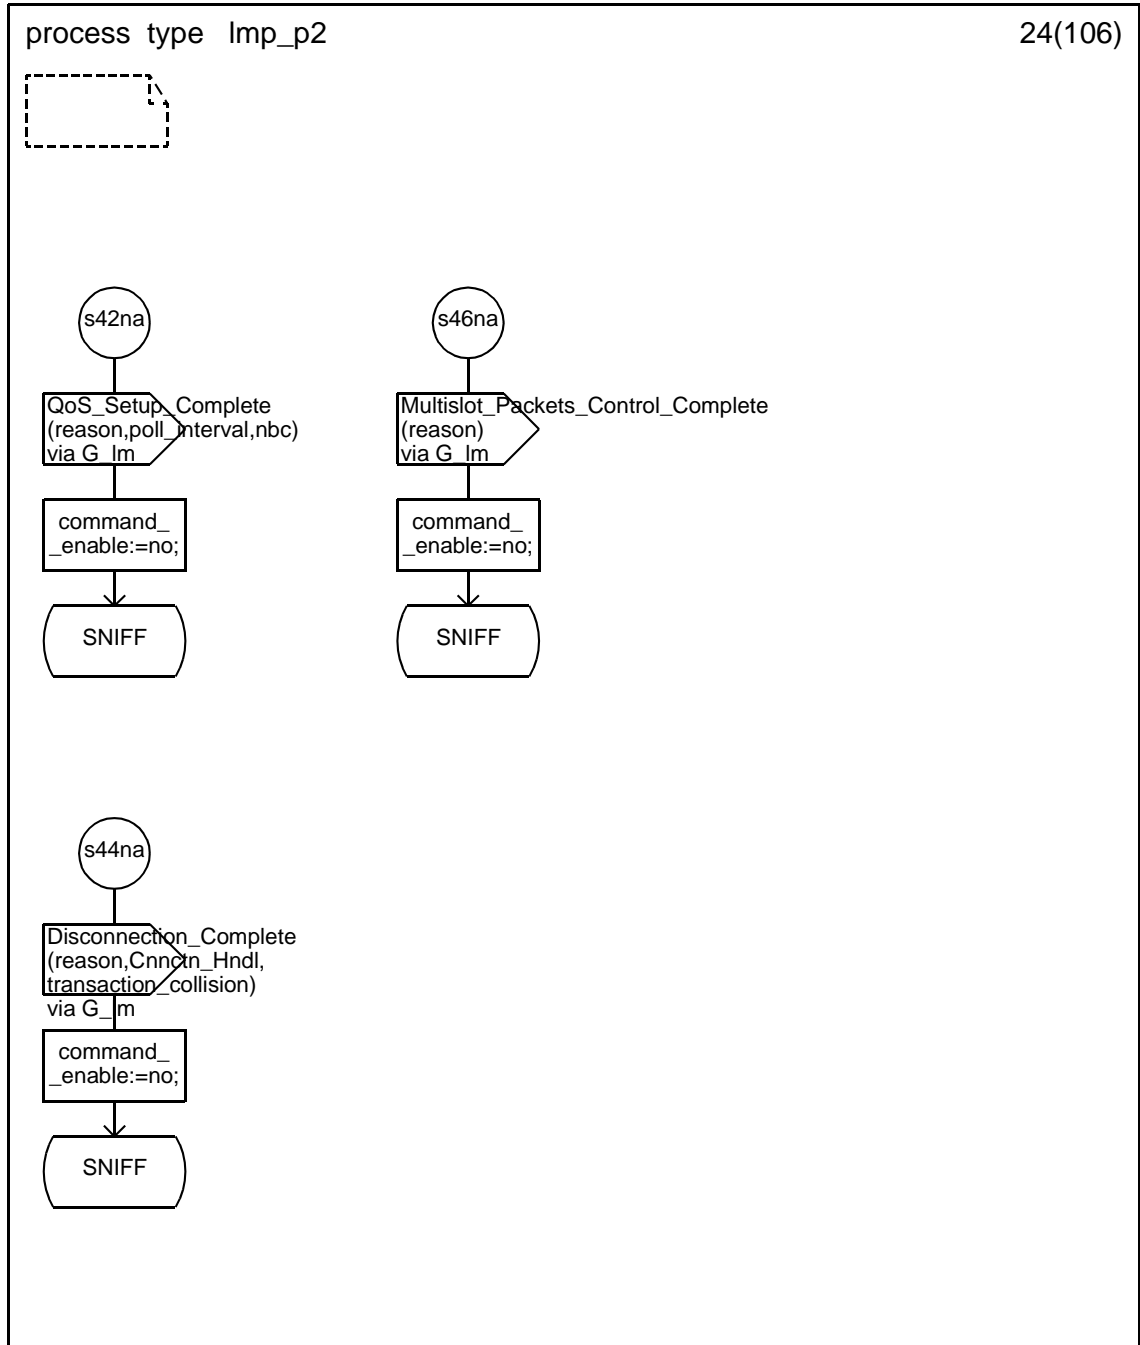 process type lmp_p2
24(106)
s42na
QoS_Setup_Complete
(reason,poll_interval,nbc)
via G_lm
command_
_enable:=no;
SNIFF
s46na
Multislot_Packets_Control_Complete
(reason)
via G_lm
command_
_enable:=no;
SNIFF
s44na
Disconnection_Complete
(reason,Cnnctn_Hndl,
transaction_collision)
via G_lm
command_
_enable:=no;
SNIFF